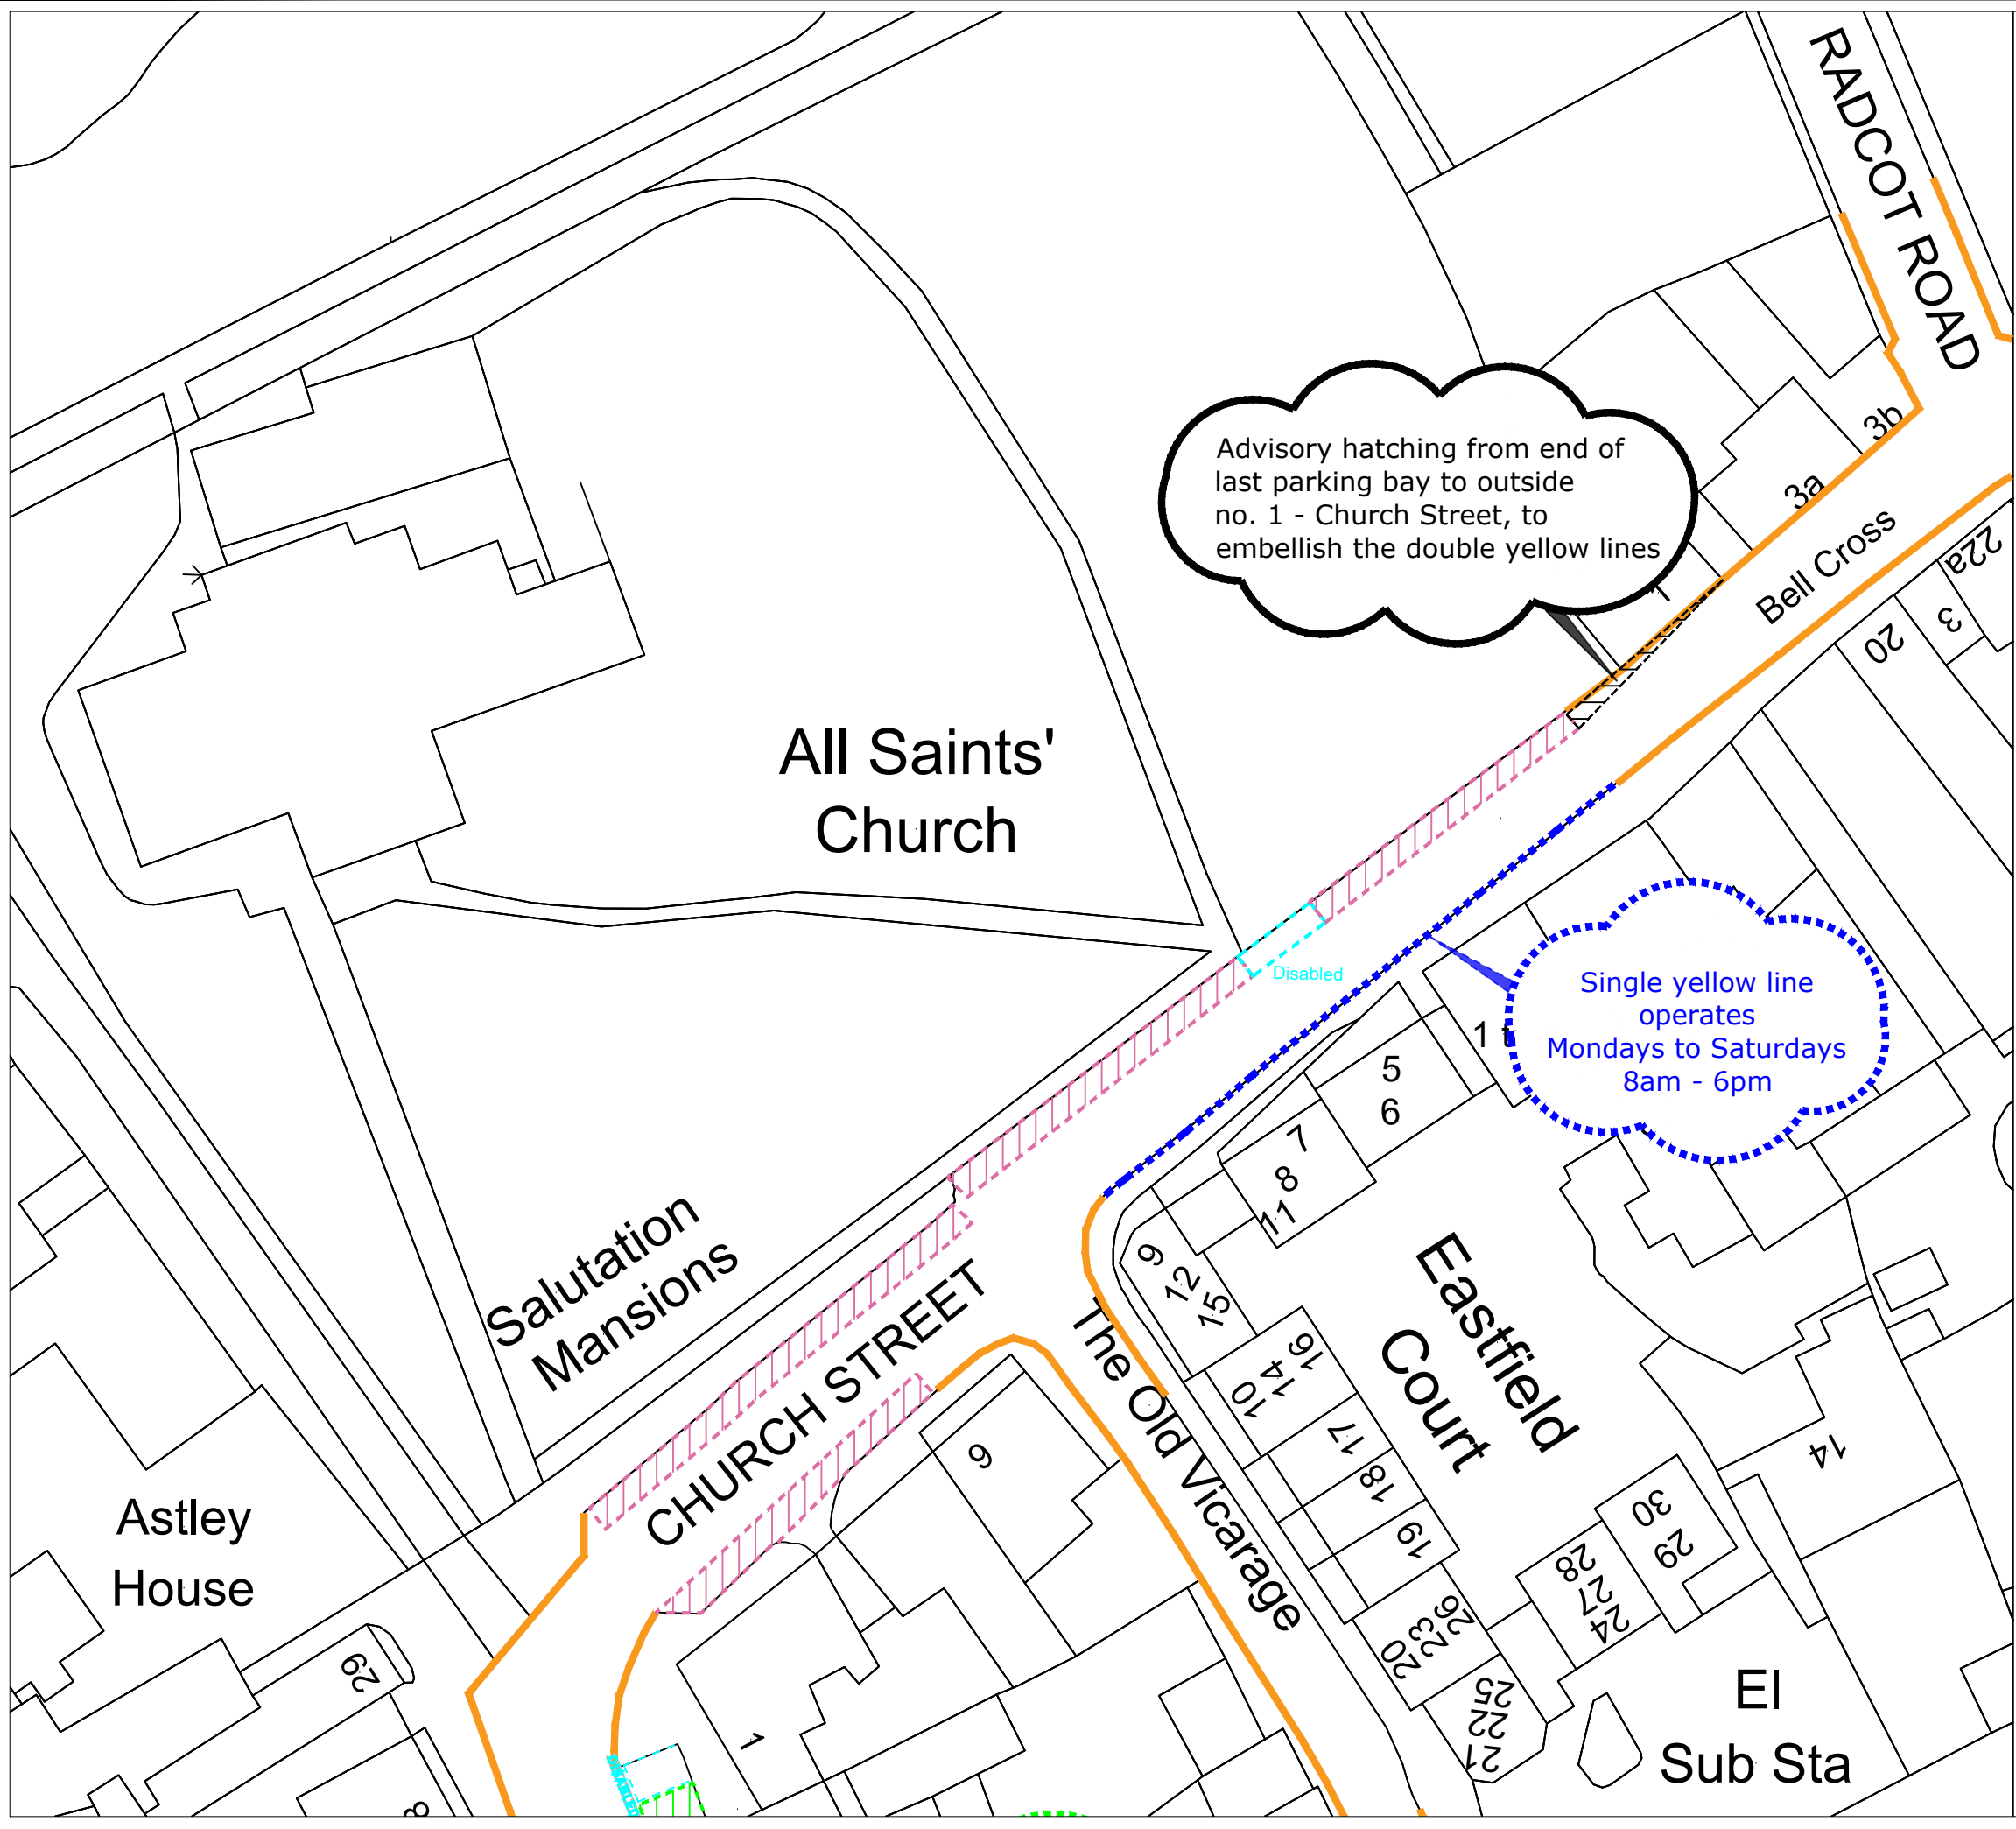 RADCOT ROAD
Advisory hatching from end of
last parking bay to outside
no. 1 - Church Street, to
embellish the double yellow lines
3b
3a
1
Bell Cross
22a
3
20
All Saints'
Church
Disabled
Single yellow line
operates
Mondays to Saturdays
8am - 6pm
1 t
5
6
7
8
11
9
12
15
Salutation
Mansions
CHURCH STREET
The Old Vicarage
Eastfield
Court
16
14
10
17
18
19
9
14
30
29
28
27
24
26
23
20
25
22
21
Astley
House
29
1
8
El
Sub Sta